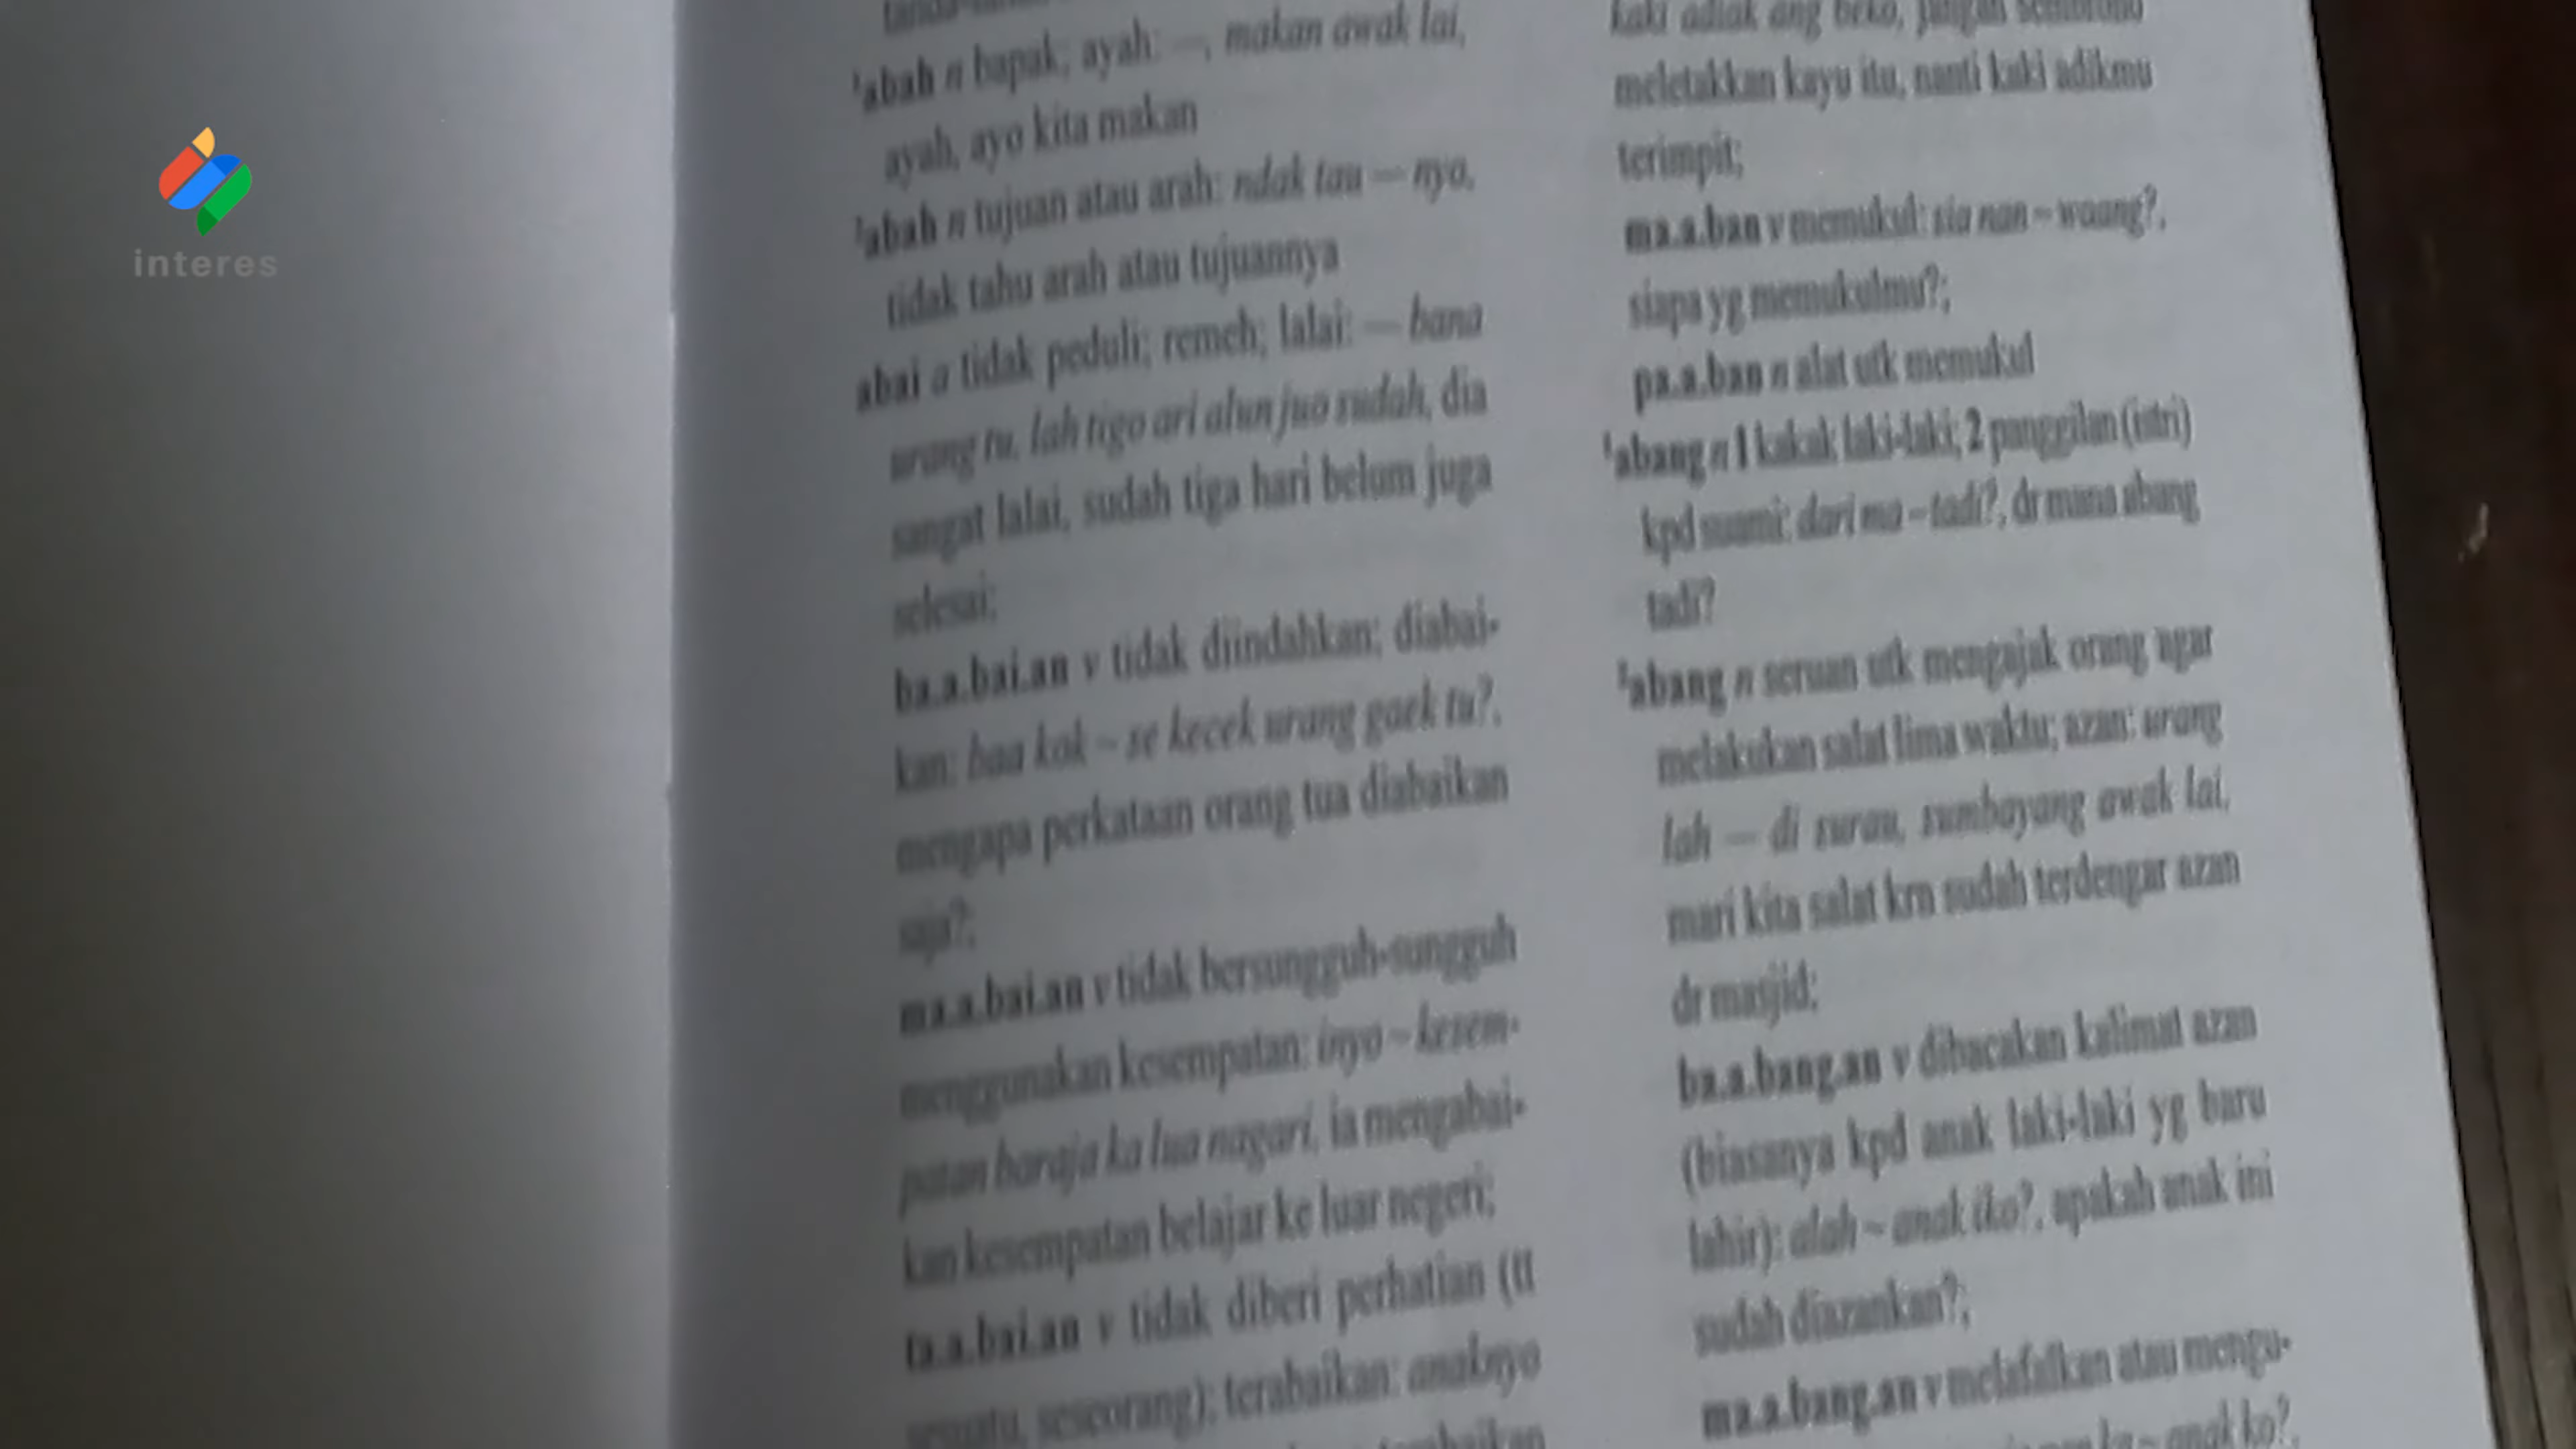 interes
¹abah n bapak; ayah: —, makan awak lai,
ayah, ayo kita makan
²abah n tujuan atau arah: ndak tau — nyo,
tidak tahu arah atau tujuannya
abai a tidak peduli; remeh; lalai: — bana
urang tu, lah tigo ari alun juo sudah, dia
sangat lalai, sudah tiga hari belum juga
selesai;
ba.a.bai.an v tidak diindahkan; diabai-
kan: baa kok ~ se kecek urang gaek tu?,
mengapa perkataan orang tua diabaikan
saja?;
ma.a.bai.an v tidak bersungguh-sungguh
menggunakan kesempatan: inyo ~ kesem-
patan baraja ka lua nagari, ia mengabai-
kan kesempatan belajar ke luar negeri;
ta.a.bai.an v tidak diberi perhatian (tt
sesuatu, seseorang); terabaikan: anaknyo
kaki adiak ang beko, jangan
meletakkan kayu itu, nanti kaki adikmu
terimpit;
ma.a.ban v memukul: sia nan ~ waang?,
siapa yg memukulmu?;
pa.a.ban n alat utk memukul
¹abang n 1 kakak laki-laki; 2 panggilan (istri)
kpd suami: dari ma ~ tadi?, dr mana abang
tadi?
²abang n seruan utk mengajak orang agar
melakukan salat lima waktu; azan: urang
lah — di surau, sumbayang awak lai,
mari kita salat krn sudah terdengar azan
dr masjid;
ba.a.bang.an v dibacakan kalimat azan
(biasanya kpd anak laki-laki yg baru
lahir): alah ~ anak iko?, apakah anak ini
sudah diazankan?;
ma.a.bang.an v melafalkan atau mengu-
anak ko?,